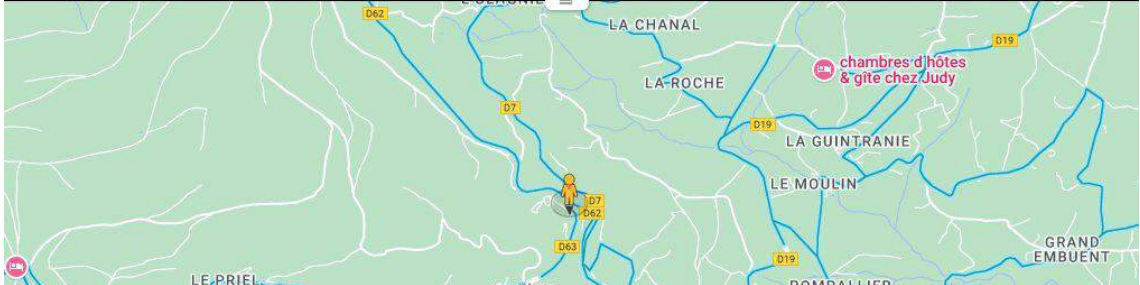 D62
LA CHANAL
D19
chambres d'hôtes
& gîte chez Judy
LA ROCHE
D7
D19
LA GUINTRANIE
LE MOULIN
D7
D62
D63
GRAND
EMBUENT
D19
LE PRIEL